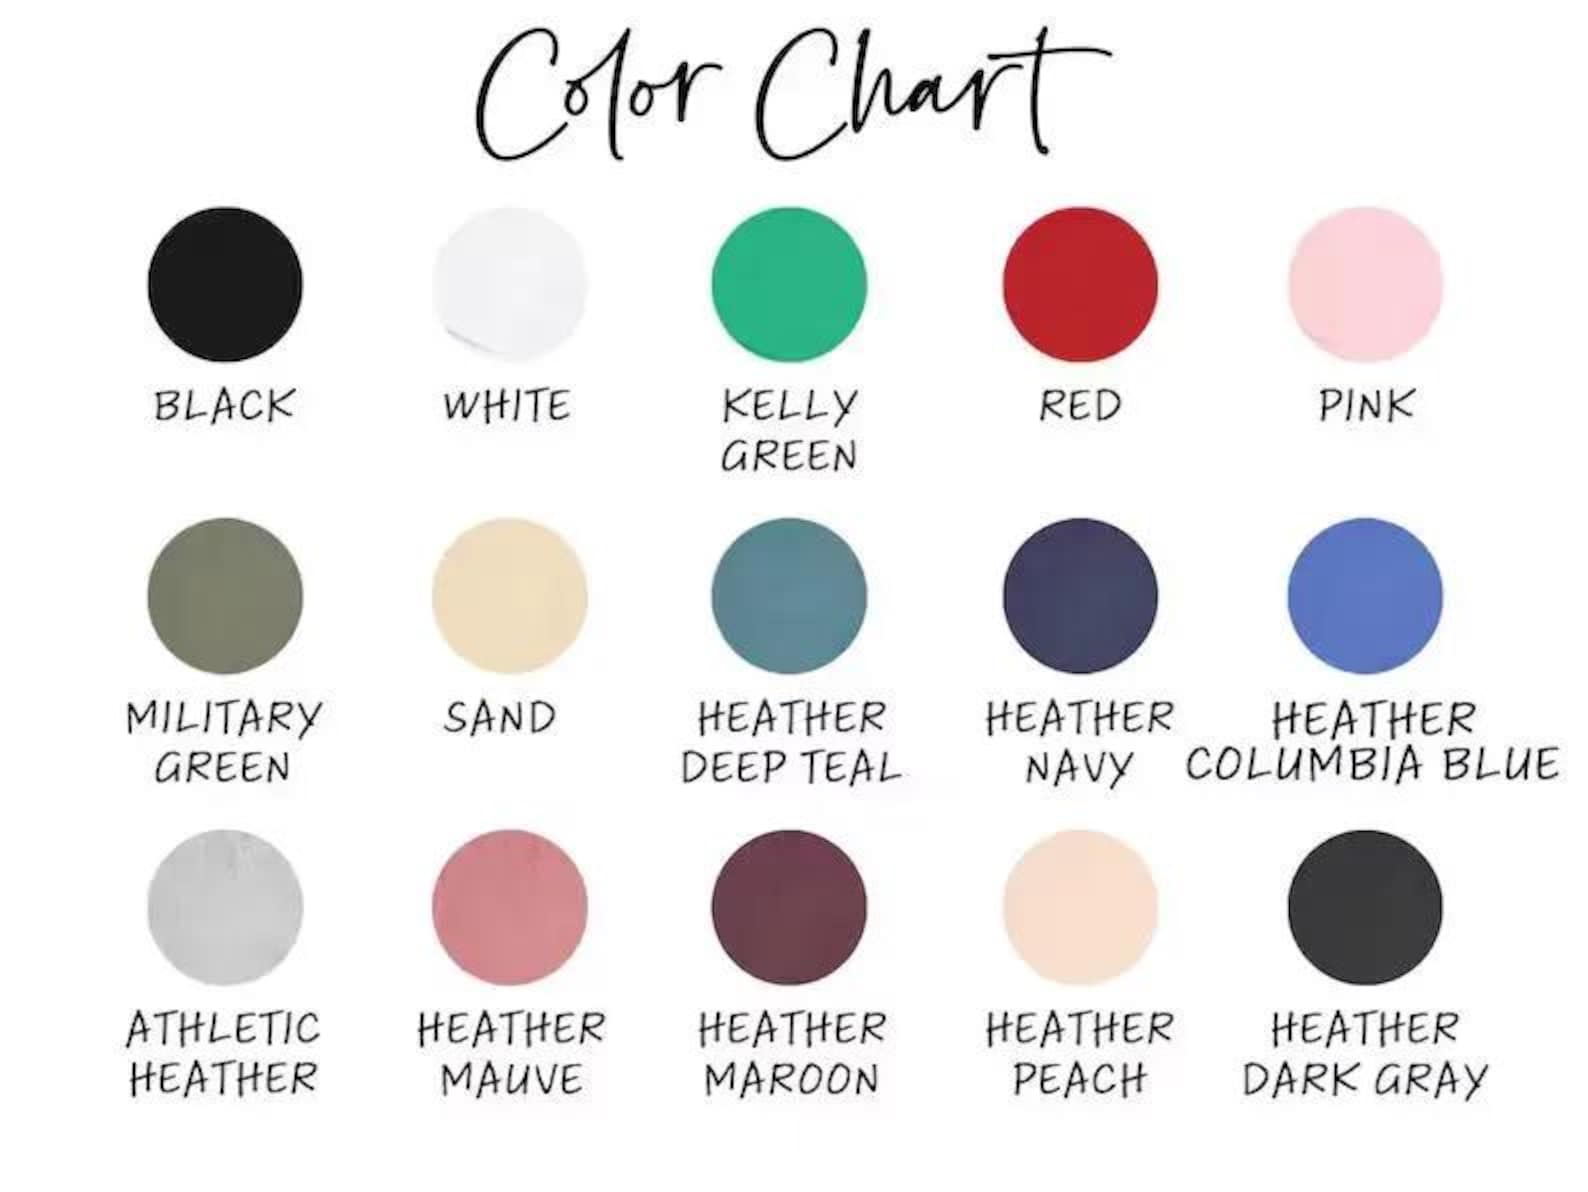 Color Chart
BLACK
WHITE
KELLY
GREEN
RED
PINK
MILITARY
GREEN
SAND
HEATHER
DEEP TEAL
HEATHER
NAVY
HEATHER
COLUMBIA BLUE
ATHLETIC
HEATHER
HEATHER
MAUVE
HEATHER
MAROON
HEATHER
PEACH
HEATHER
DARK GRAY